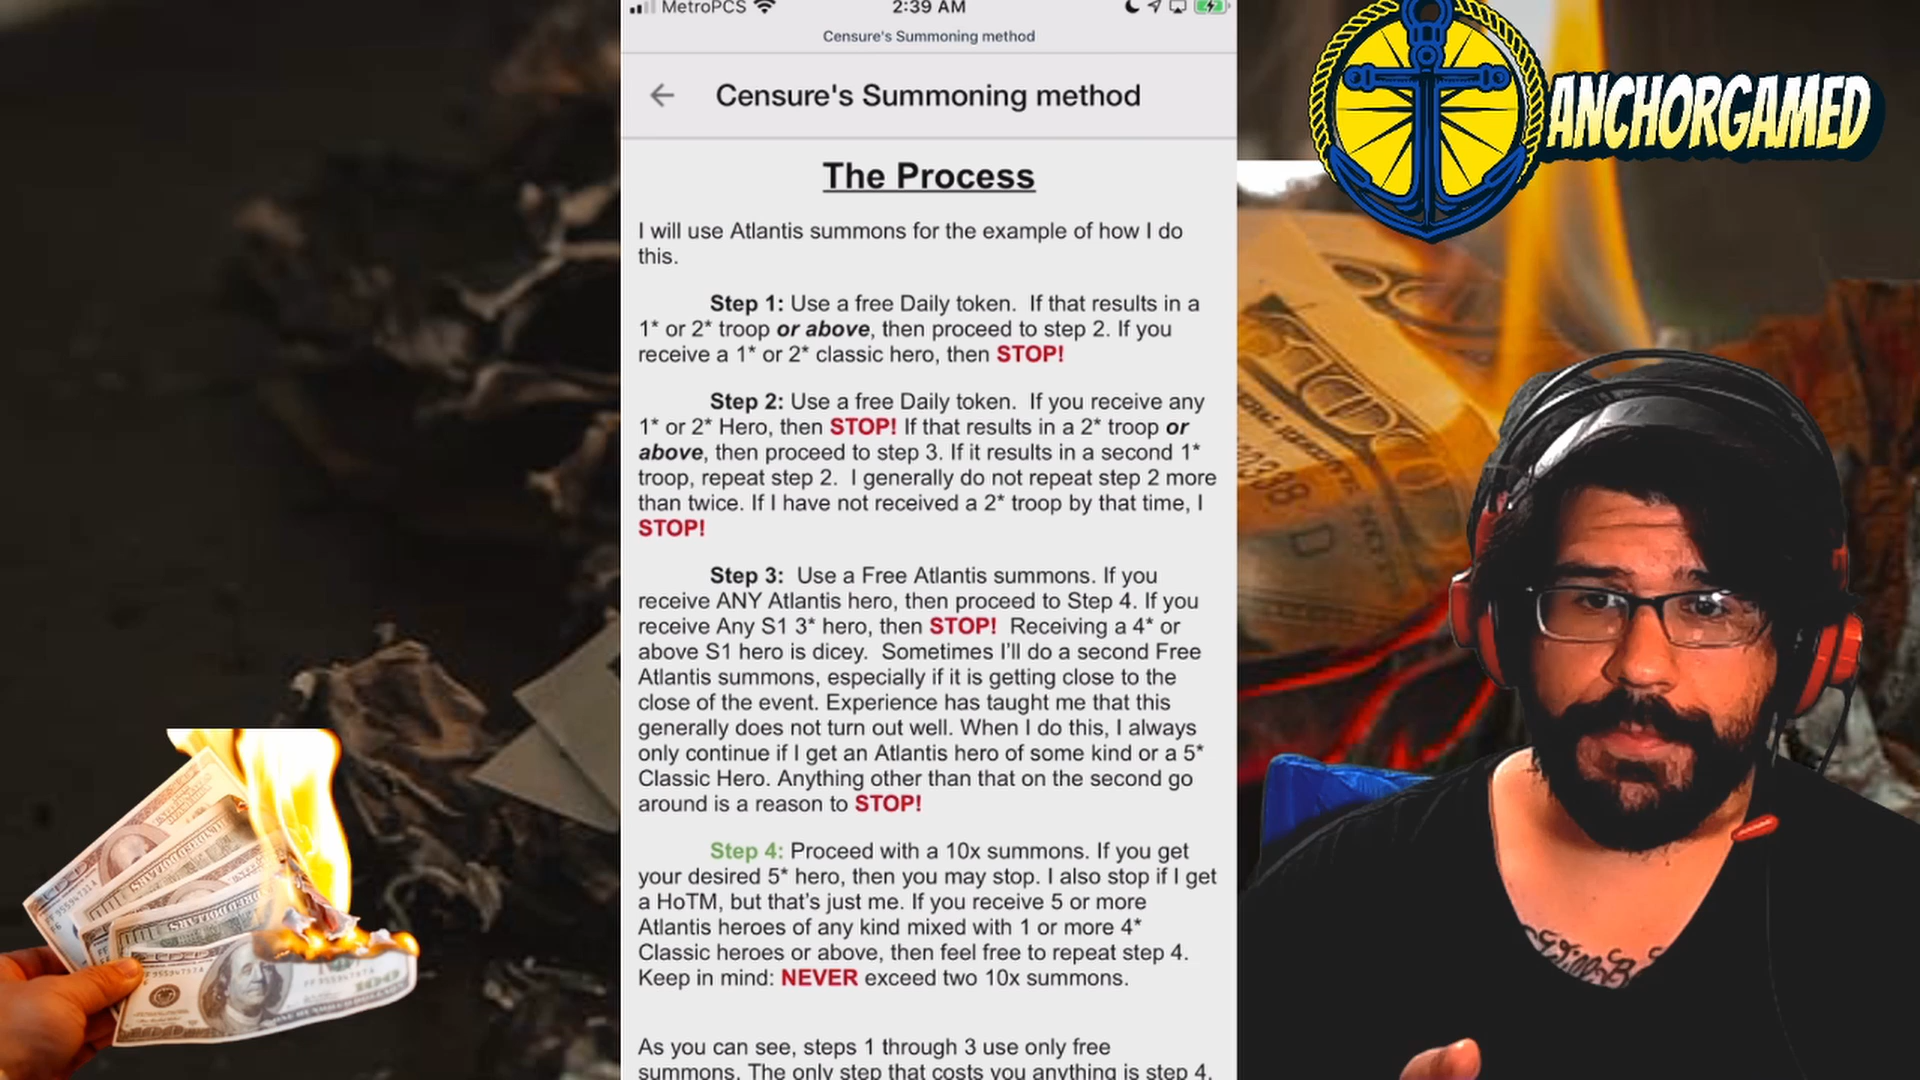 MetroPCS
2:39 AM
Censure's Summoning method
Censure's Summoning method
ANCHORGAMED
The Process
I will use Atlantis summons for the example of how I do
this.
Step 1: Use a free Daily token. If that results in a
1* or 2* troop or above, then proceed to step 2. If you
receive a 1* or 2* classic hero, then STOP!
Step 2: Use a free Daily token. If you receive any
1* or 2* Hero, then STOP! If that results in a 2* troop or
above, then proceed to step 3. If it results in a second 1*
troop, repeat step 2. I generally do not repeat step 2 more
than twice. If I have not received a 2* troop by that time, I
STOP!
Step 3: Use a Free Atlantis summons. If you
receive ANY Atlantis hero, then proceed to Step 4. If you
receive Any S1 3* hero, then STOP! Receiving a 4* or
above S1 hero is dicey. Sometimes I'll do a second Free
Atlantis summons, especially if it is getting close to the
close of the event. Experience has taught me that this
generally does not turn out well. When I do this, I always
only continue if I get an Atlantis hero of some kind or a 5*
Classic Hero. Anything other than that on the second go
around is a reason to STOP!
Step 4: Proceed with a 10x summons. If you get
your desired 5* hero, then you may stop. I also stop if I get
a HoTM, but that's just me. If you receive 5 or more
Atlantis heroes of any kind mixed with 1 or more 4*
Classic heroes or above, then feel free to repeat step 4.
Keep in mind: NEVER exceed two 10x summons.
As you can see, steps 1 through 3 use only free
summons. The only step that costs you anything is step 4.